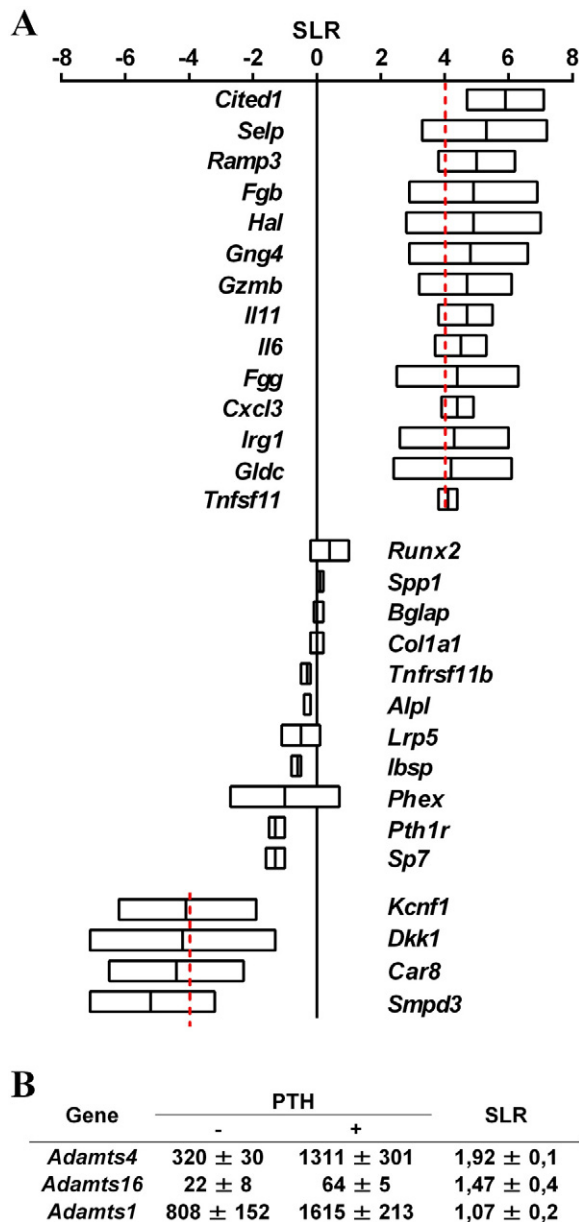 A
SLR
-8 -6 -4 -2 0 2 4 6 8
Cited1
Selp
Ramp3
Fgb
Hal
Gng4
Gzmb
Il11
Il6
Fgg
Cxcl3
Irg1
Gldc
Tnfsf11
Runx2
Spp1
Bglap
Col1a1
Tnfrsf11b
Alpl
Lrp5
Ibsp
Phex
Pth1r
Sp7
Kcnf1
Dkk1
Car8
Smpd3
B
Gene PTH SLR
- +
Adamts4 320 ± 30 1311 ± 301 1,92 ± 0,1
Adamts16 22 ± 8 64 ± 5 1,47 ± 0,4
Adamts1 808 ± 152 1615 ± 213 1,07 ± 0,2